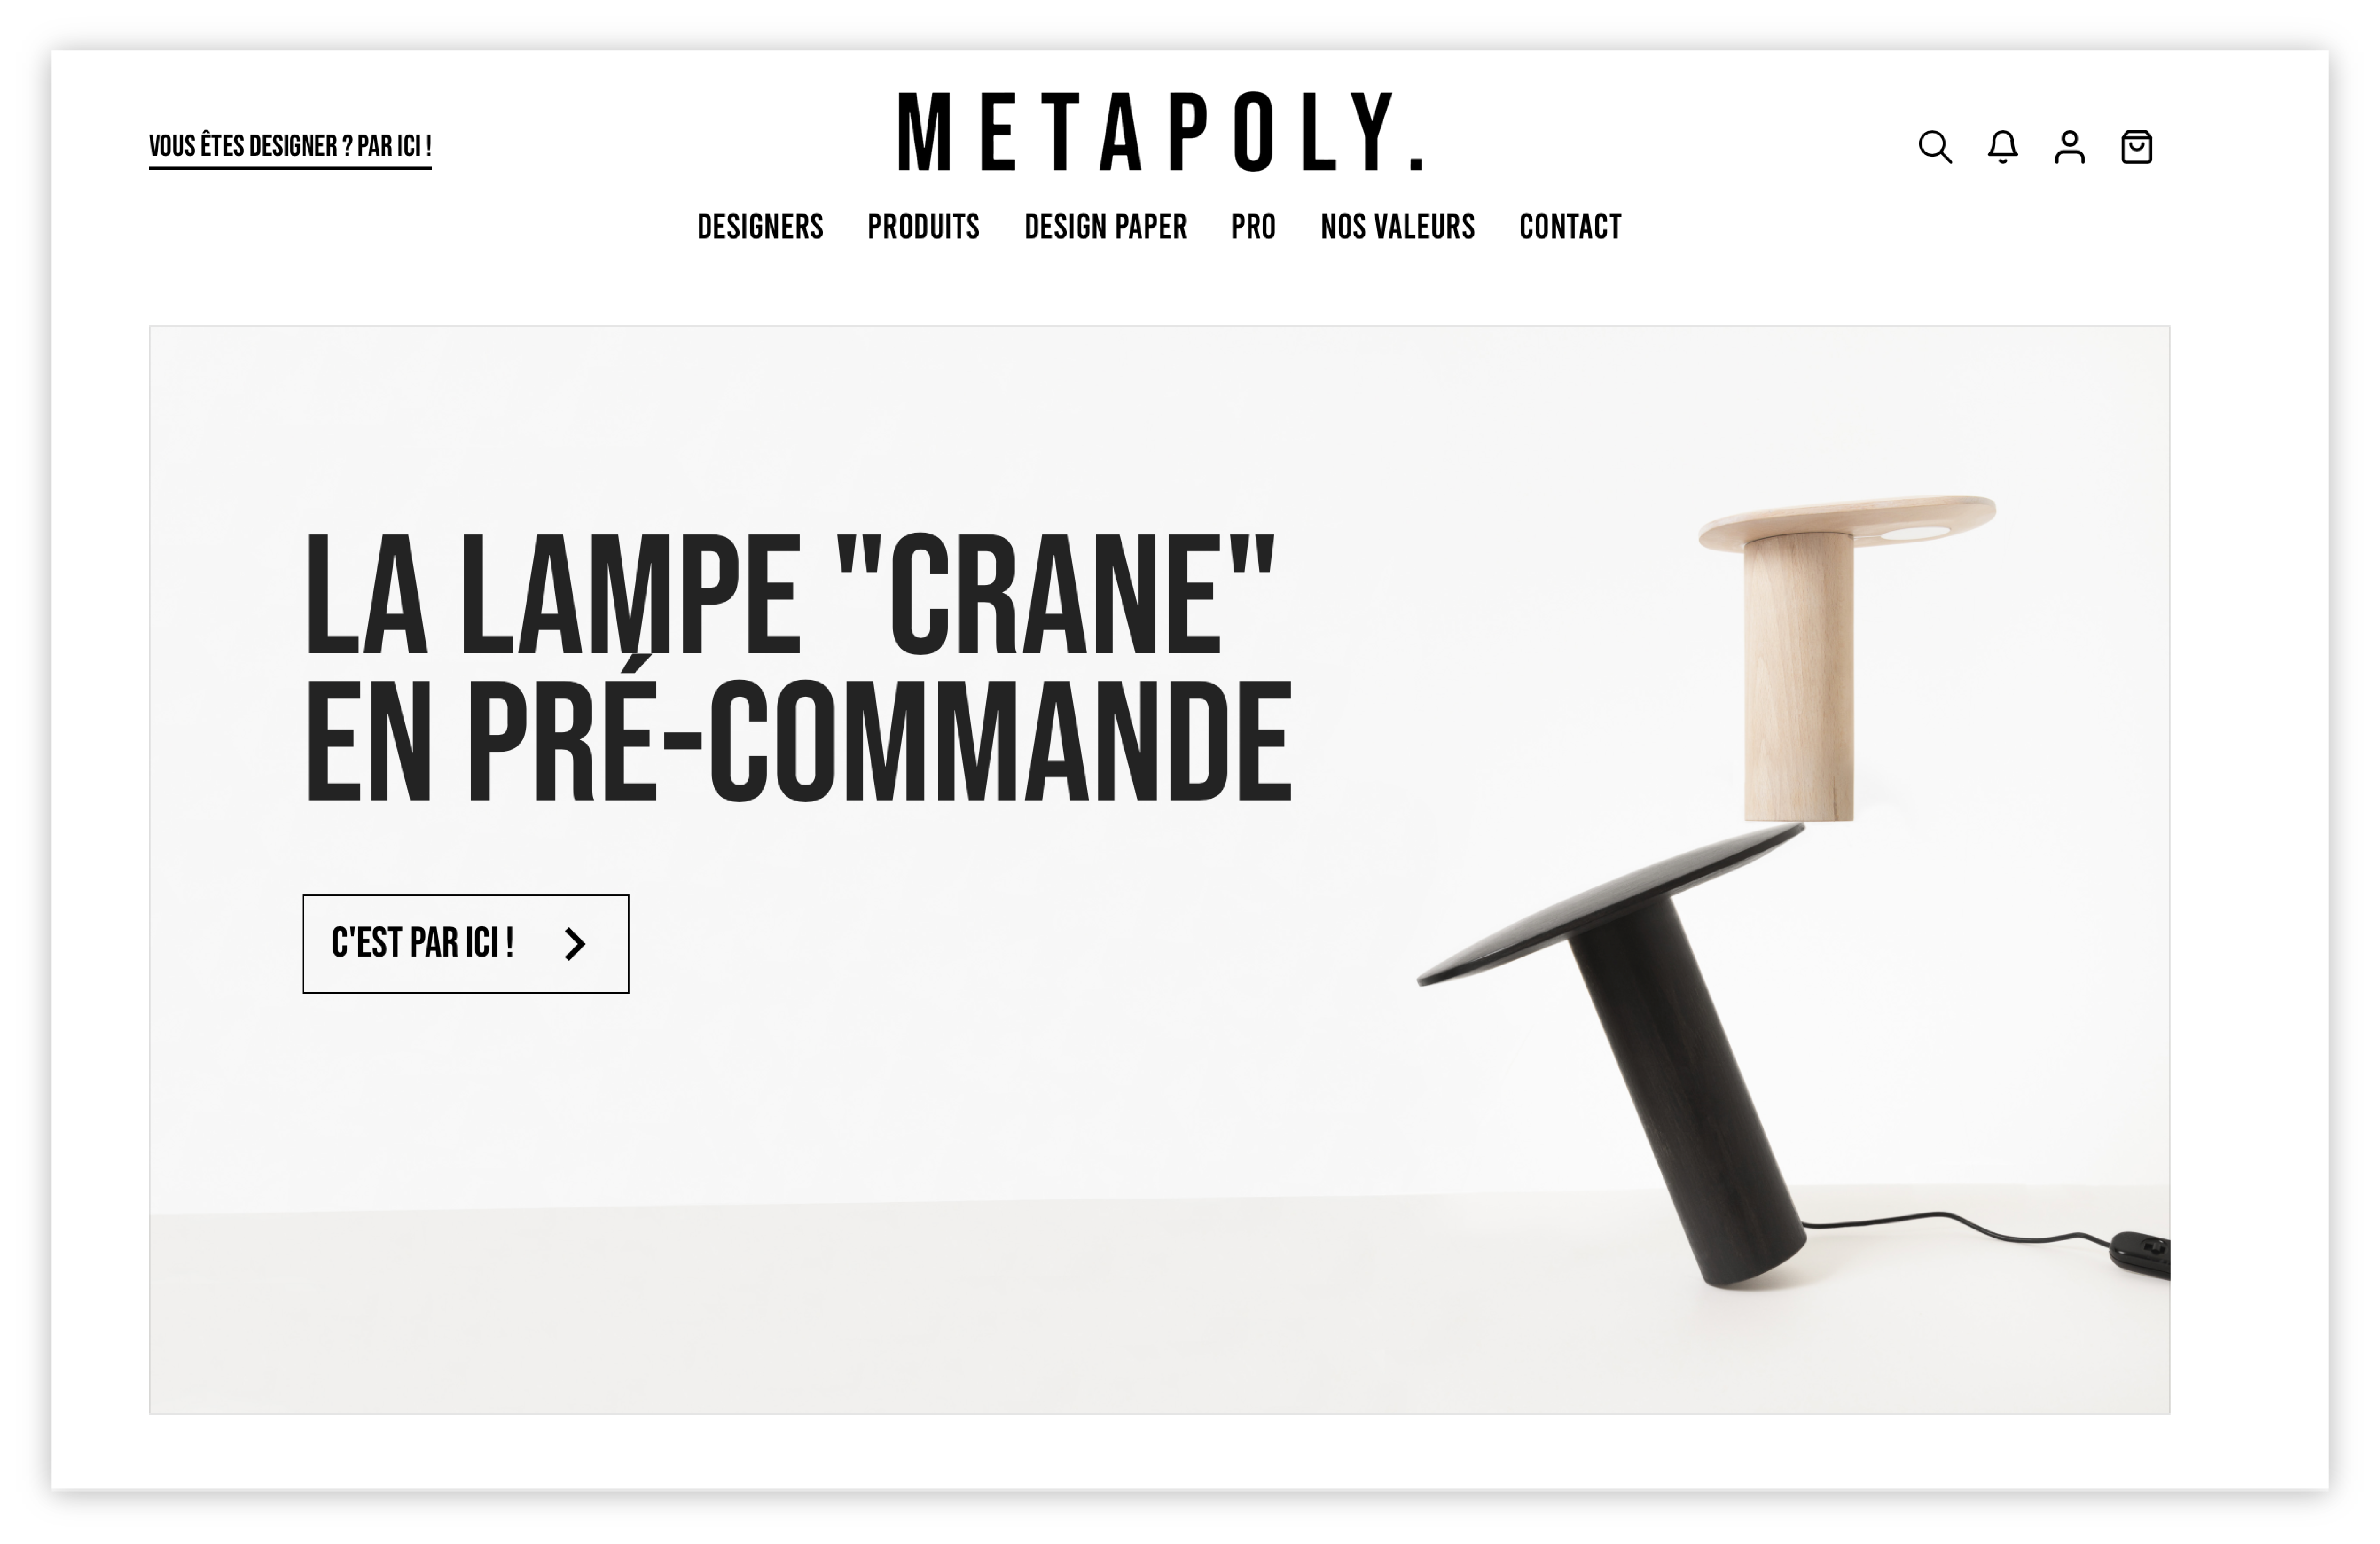 VOUS ÊTES DESIGNER ? PAR ICI !
METAPOLY.
DESIGNERS PRODUITS DESIGN PAPER PRO NOS VALEURS CONTACT
LA LAMPE "CRANE"
EN PRÉ-COMMANDE
C'EST PAR ICI !